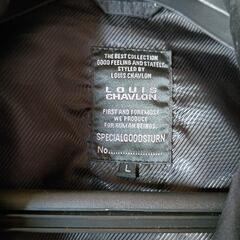 THE BEST COLLECTION
GOOD FEELING AND STATELY.
STYLED BY
LOUIS CHAVLON
LOUIS
CHAVLON
FIRST AND FOREMOST
WE PRODUCE
FOR HUMAN BEINGS.
SPECIALGOODSTURN
No.
L